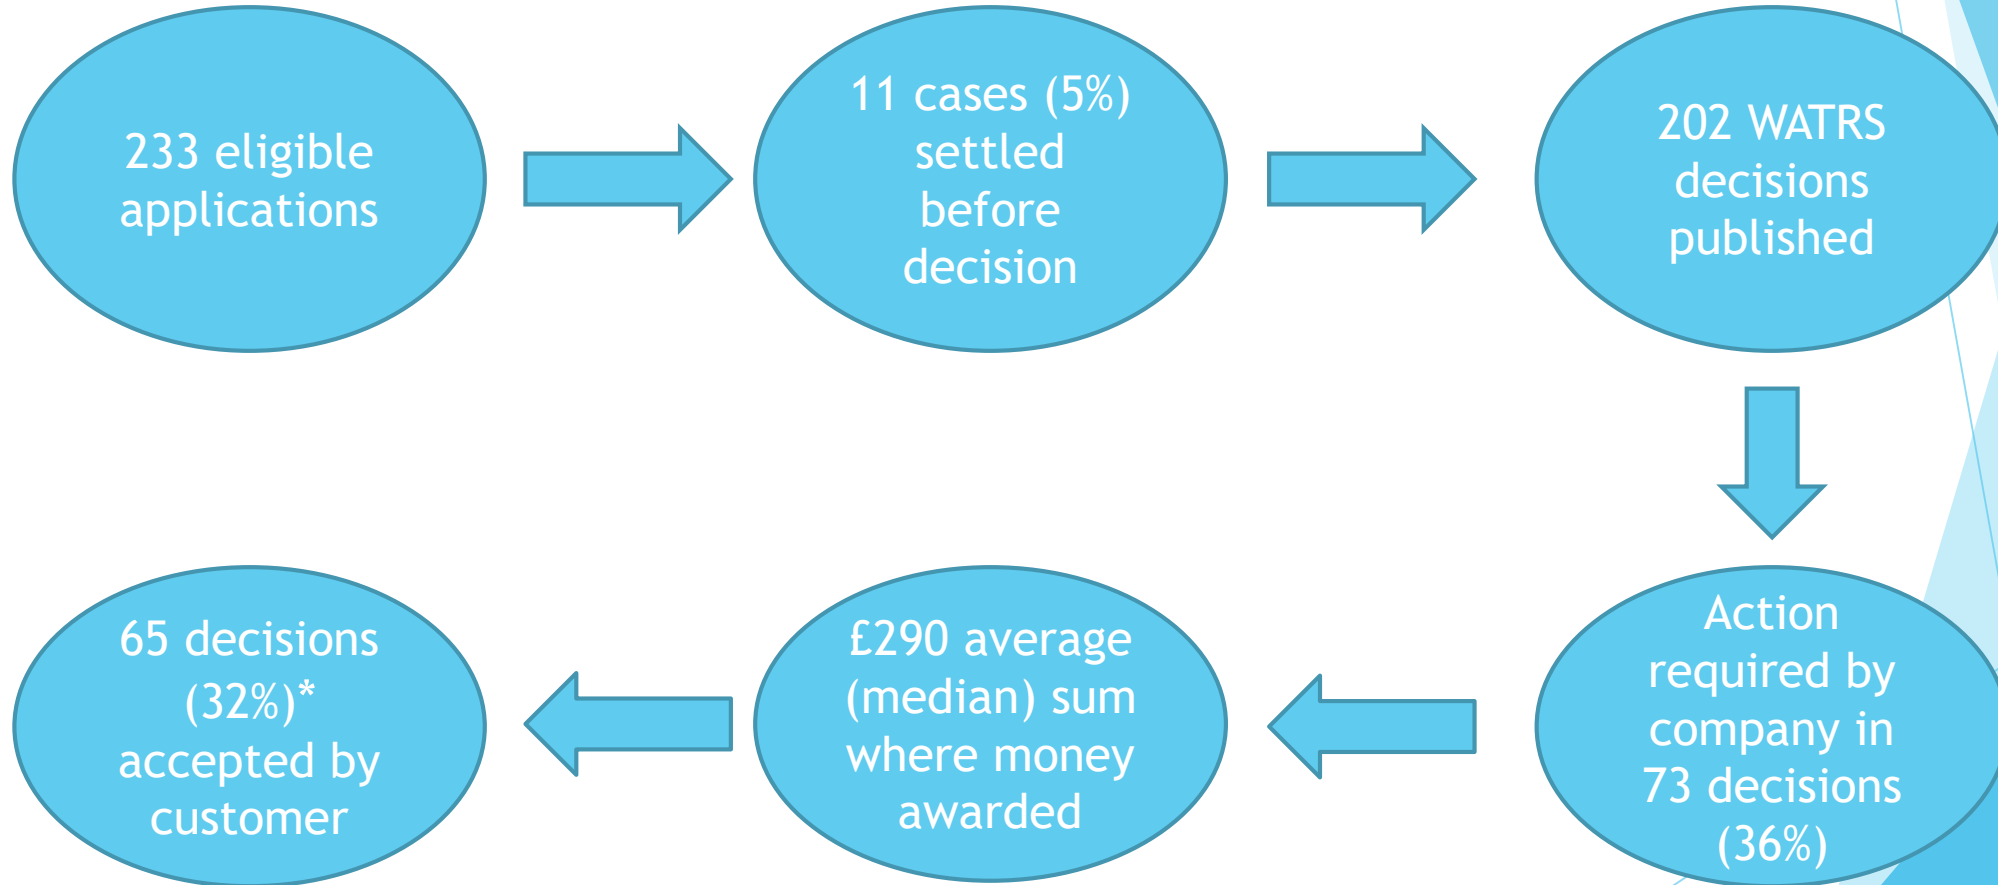 233 eligible
applications
11 cases (5%)
settled
before
decision
202 WATRS
decisions
published
Action
required by
company in
73 decisions
(36%)
£290 average
(median) sum
where money
awarded
65 decisions
(32%)*
accepted by
customer